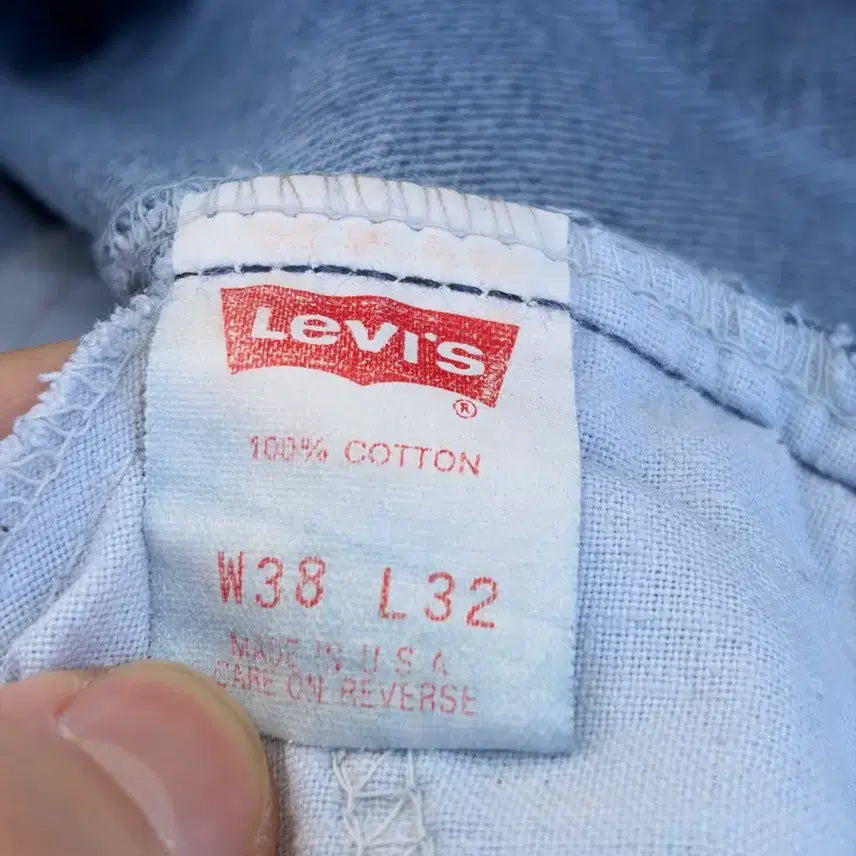 Levi's
®
100% COTTON
W38 L32
MADE IN U S A
CARE ON REVERSE